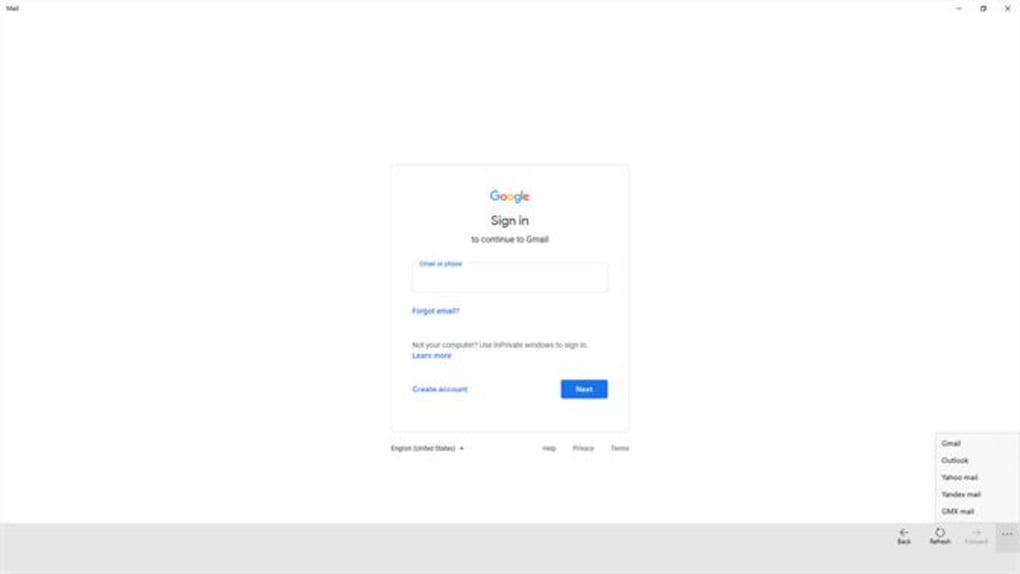 Mail
Google
Sign in
to continue to Gmail
Email or phone
Forgot email?
Not your computer? Use InPrivate windows to sign in.
Learn more
Create account
Next
English (United States)
Help
Privacy
Terms
Gmail
Outlook
Yahoo mail
Yandex mail
GMX mail
Back
Refresh
Forward